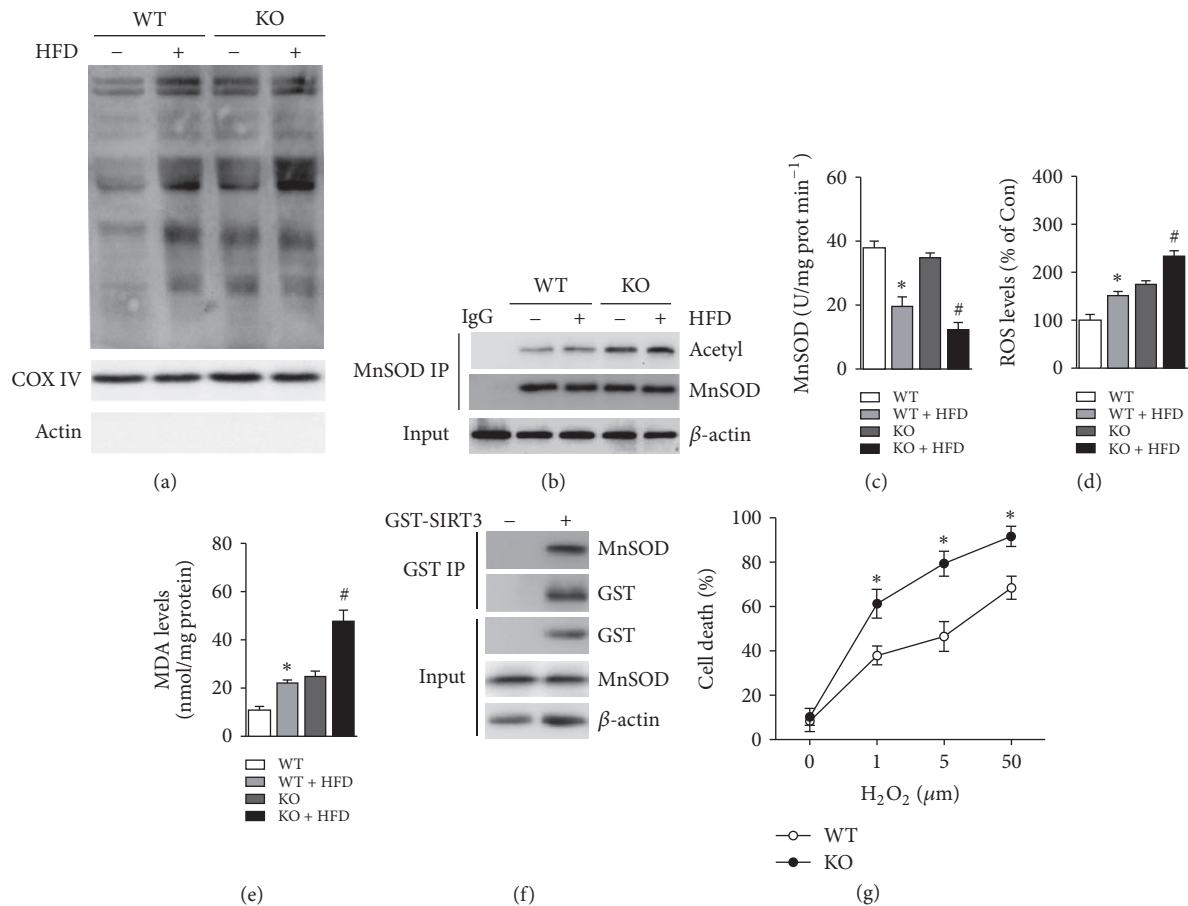 WT KO
HFD − + − +
COX IV
Actin
(a)
WT KO
IgG − + − + HFD
MnSOD IP
Acetyl
MnSOD
Input β-actin
(b)
MnSOD (U/mg prot min−1)
60
40
20
0
WT
WT + HFD
KO
KO + HFD
*
#
(c)
ROS levels (% of Con)
400
300
200
100
0
*
#
WT
WT + HFD
KO
KO + HFD
(d)
MDA levels
(nmol/mg protein)
80
60
40
20
0
*
#
WT
WT + HFD
KO
KO + HFD
(e)
GST-SIRT3 − +
GST IP
MnSOD
GST
Input
GST
MnSOD
β-actin
(f)
Cell death (%)
100
80
60
40
20
0
* * *
0 1 5 50
H2O2 (μm)
WT
KO
(g)